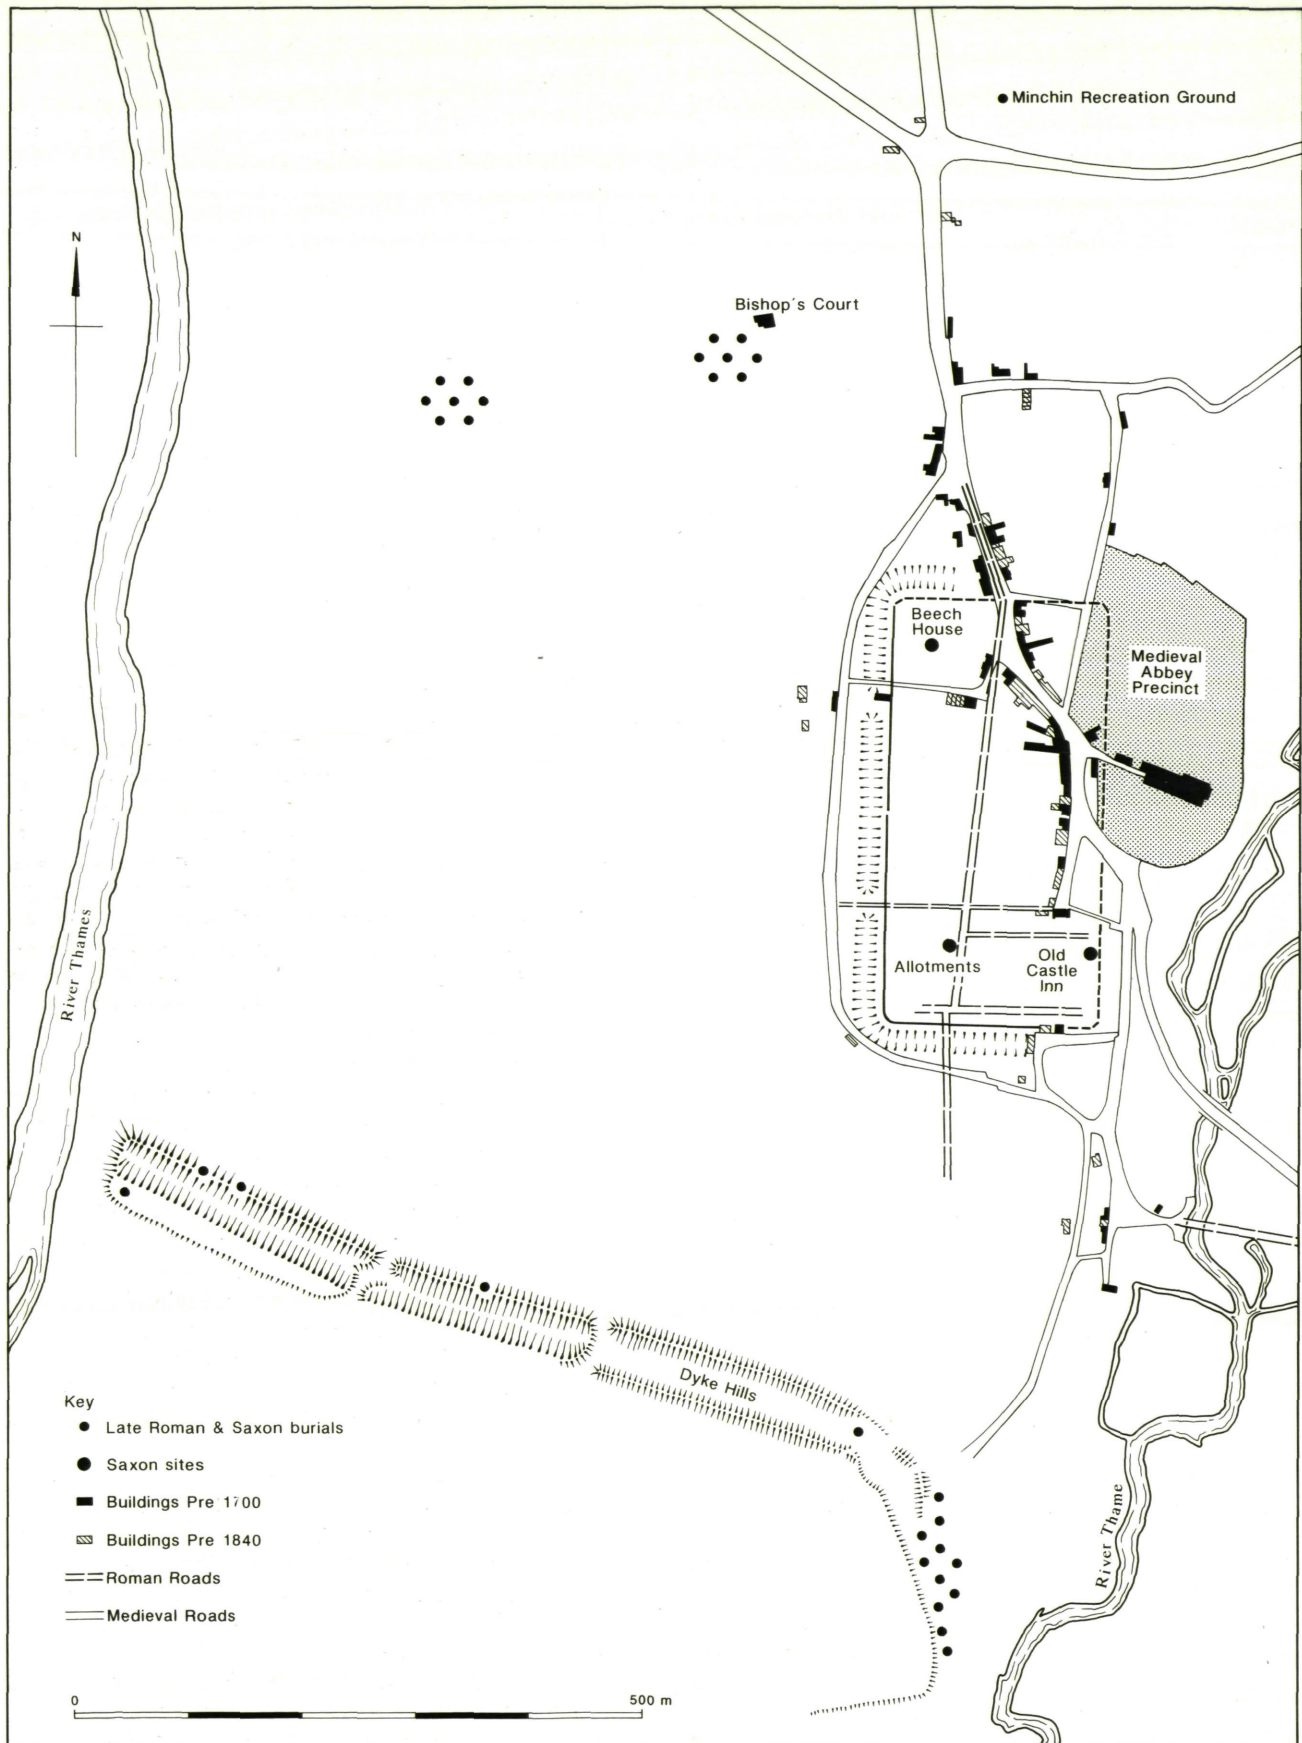 Minchin Recreation Ground
N
Bishop's Court
Beech
House
Medieval
Abbey
Precinct
River Thames
Allotments
Old
Castle
Inn
Dyke Hills
River Thame
Key
Late Roman & Saxon burials
Saxon sites
Buildings Pre 1700
Buildings Pre 1840
Roman Roads
Medieval Roads
0
500 m